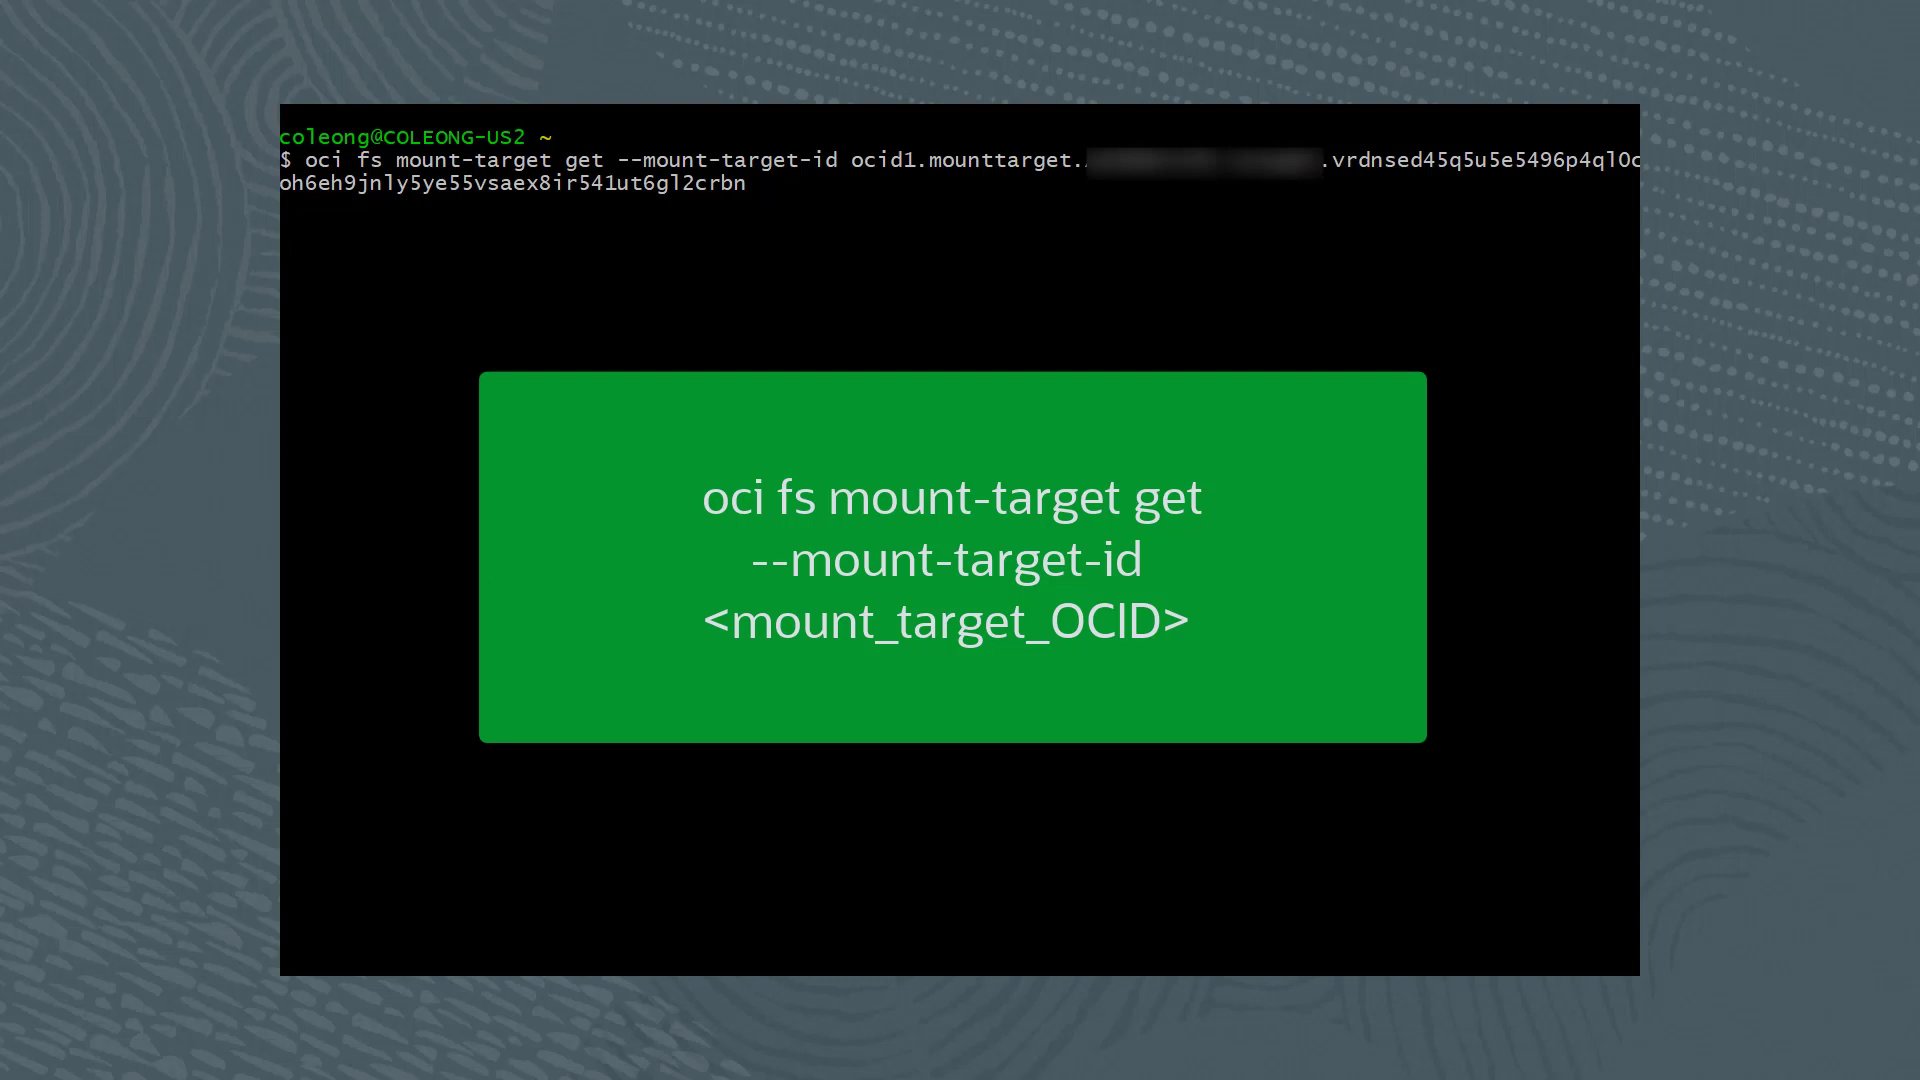 coleong@COLEONG-US2 ~
$ oci fs mount-target get --mount-target-id ocid1.mounttarget. .vrdnsed45q5u5e5496p4ql0c
oh6eh9jnly5ye55vsaex8ir541ut6gl2crbn
oci fs mount-target get
--mount-target-id
<mount_target_OCID>